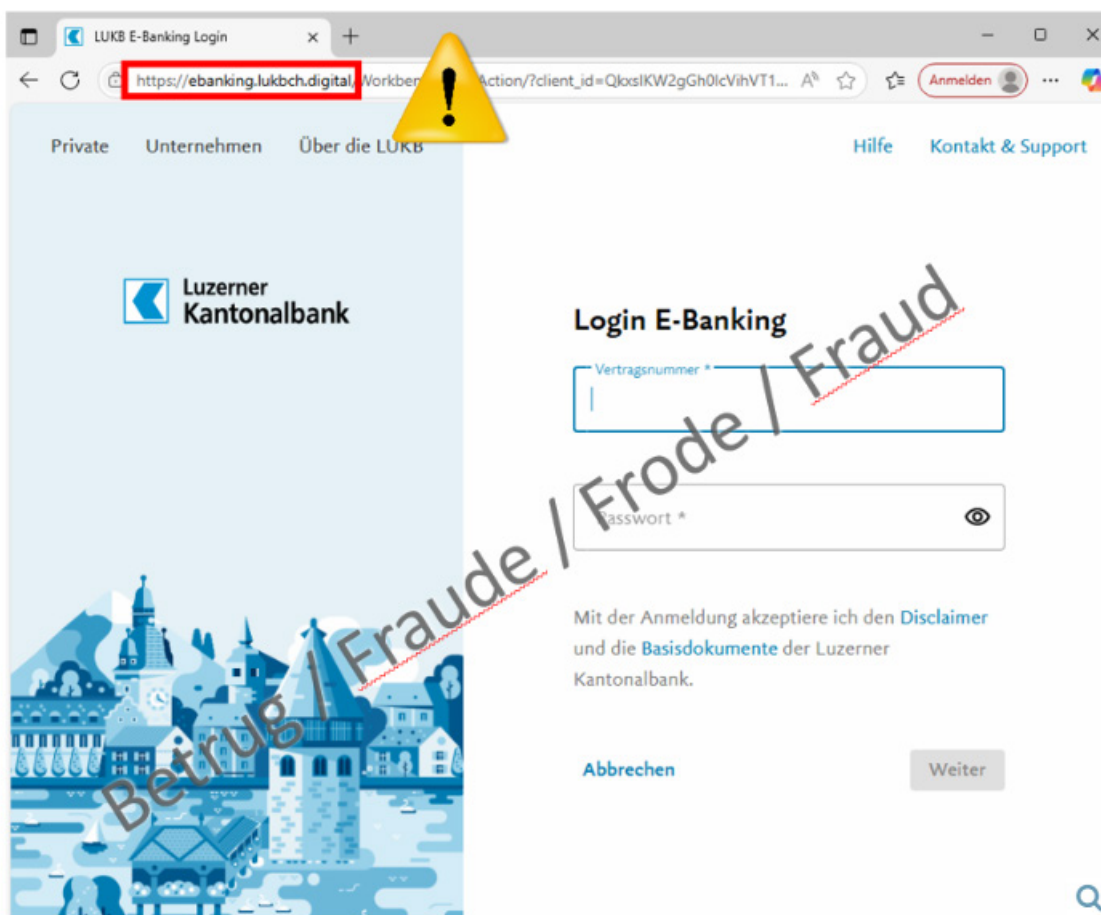 LUKB E-Banking Login
https://ebanking.lukbch.digital/Workben Action/?client_id=QkxslKW2gGh0lcVihVT1...
Anmelden
Private Unternehmen Über die LUKB Hilfe Kontakt & Support
Luzerner
Kantonalbank
Login E-Banking
Vertragsnummer *
Passwort *
Mit der Anmeldung akzeptiere ich den Disclaimer
und die Basisdokumente der Luzerner
Kantonalbank.
Abbrechen Weiter
Betrug / Fraude / Frode / Fraud